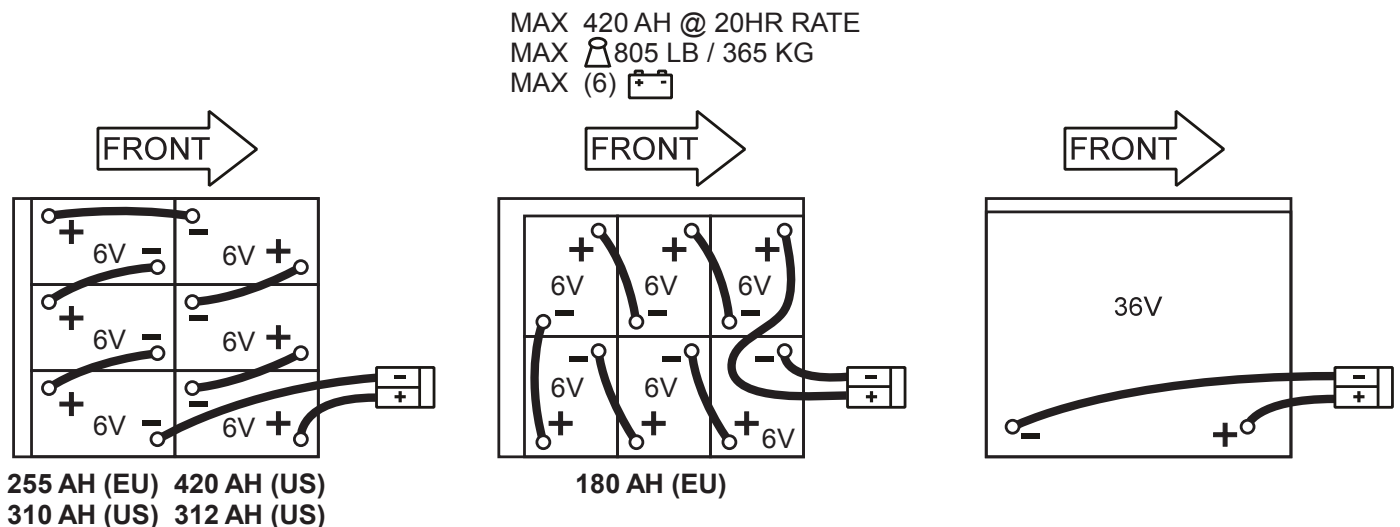 MAX 420 AH @ 20HR RATE
MAX 805 LB / 365 KG
MAX (6) + -
FRONT
+ -
6V - 6V +
+ -
6V - 6V +
+ -
6V - 6V +
-
+
255 AH (EU) 420 AH (US)
310 AH (US) 312 AH (US)
FRONT
+ + +
6V 6V 6V
- - -
- - -
6V 6V
+ + + 6V
-
+
180 AH (EU)
FRONT
36V
-
+
- +